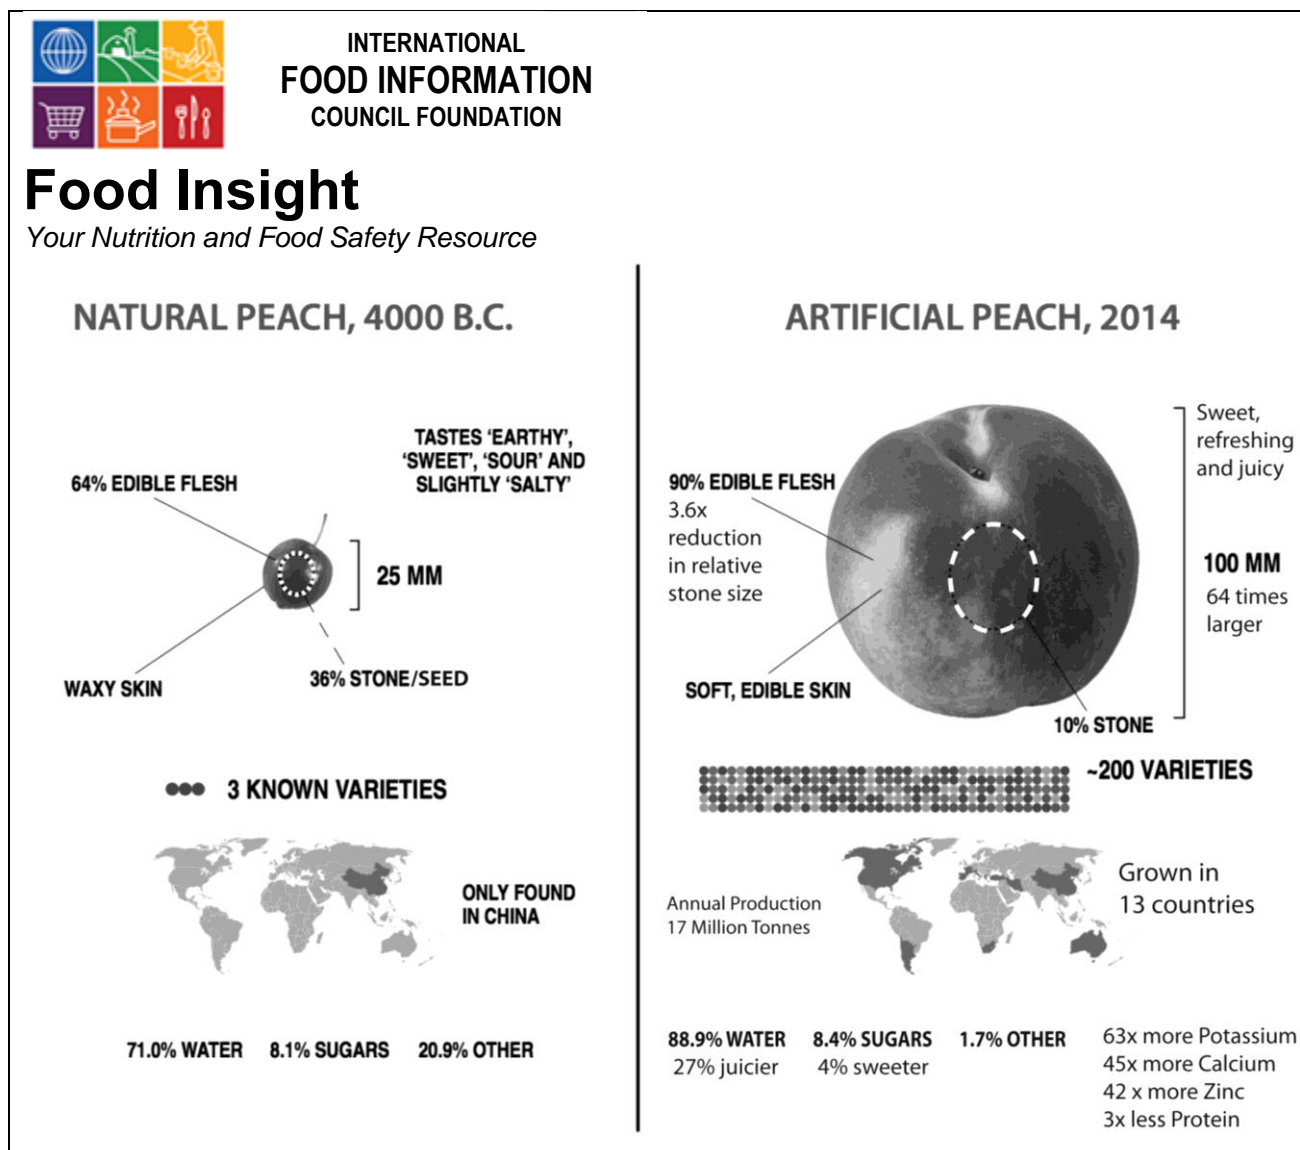 INTERNATIONAL
FOOD INFORMATION
COUNCIL FOUNDATION
Food Insight
Your Nutrition and Food Safety Resource
NATURAL PEACH, 4000 B.C.
TASTES ‘EARTHY’,
‘SWEET’, ‘SOUR’ AND
SLIGHTLY ‘SALTY’
64% EDIBLE FLESH
25 MM
WAXY SKIN
36% STONE/SEED
3 KNOWN VARIETIES
ONLY FOUND
IN CHINA
71.0% WATER
8.1% SUGARS
20.9% OTHER
ARTIFICIAL PEACH, 2014
Sweet,
refreshing
and juicy
90% EDIBLE FLESH
3.6x
reduction
in relative
stone size
100 MM
64 times
larger
SOFT, EDIBLE SKIN
10% STONE
~200 VARIETIES
Annual Production
17 Million Tonnes
Grown in
13 countries
88.9% WATER
27% juicier
8.4% SUGARS
4% sweeter
1.7% OTHER
63x more Potassium
45x more Calcium
42 x more Zinc
3x less Protein